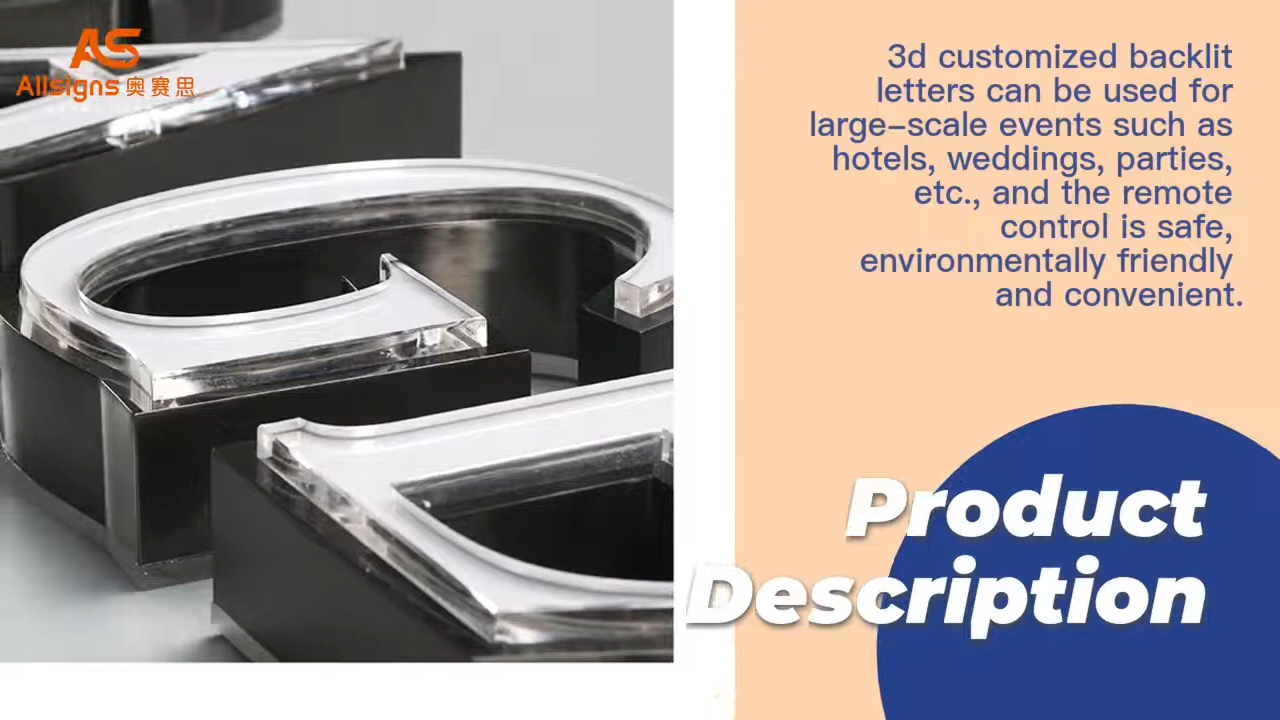 AS
Allsigns 奥赛思
3d customized backlit
letters can be used for
large-scale events such as
hotels, weddings, parties,
etc., and the remote
control is safe,
environmentally friendly
and convenient.
Product
Description